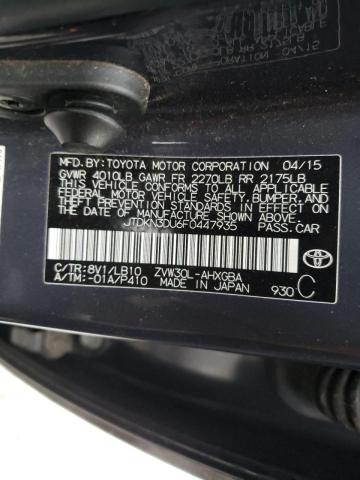 MFD.BY:TOYOTA MOTOR CORPORATION 04/15
GVWR 4010LB GAWR FR 2270LB RR 2175LB
THIS VEHICLE CONFORMS TO ALL APPLICABLE
FEDERAL MOTOR VEHICLE SAFETY, BUMPER, AND
THEFT PREVENTION STANDARDS IN EFFECT ON
THE DATE OF MANUFACTURE SHOWN ABOVE.
JTDKN3DU6F0447935 PASS.CAR
C/TR:8V1/LB10 ZVW30L-AHXGBA
A/TM:-01A/P410 MADE IN JAPAN 930 C